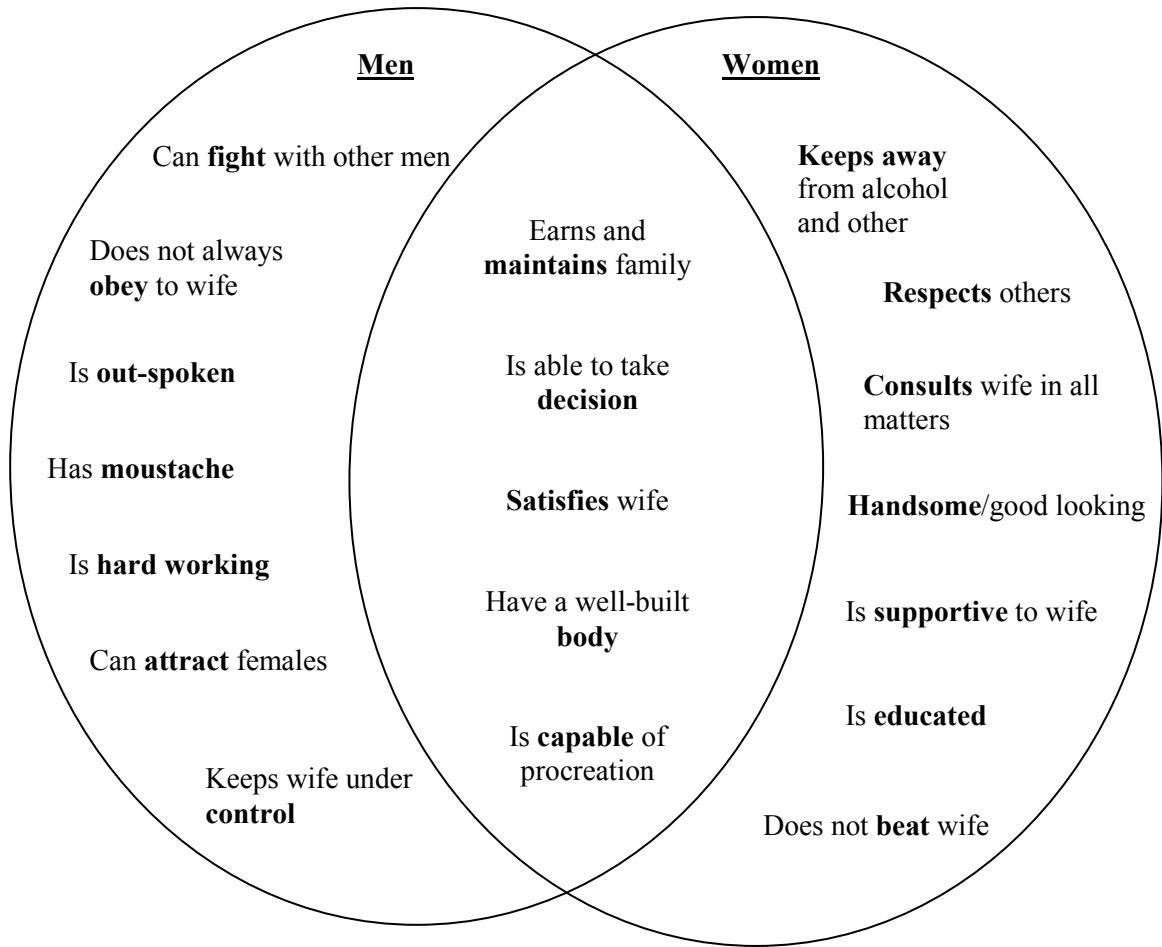 Men
Women
Can fight with other men
Does not always
obey to wife
Is out-spoken
Has moustache
Is hard working
Can attract females
Keeps wife under
control
Earns and
maintains family
Is able to take
decision
Satisfies wife
Have a well-built
body
Is capable of
procreation
Keeps away
from alcohol
and other
Respects others
Consults wife in all
matters
Handsome/good looking
Is supportive to wife
Is educated
Does not beat wife